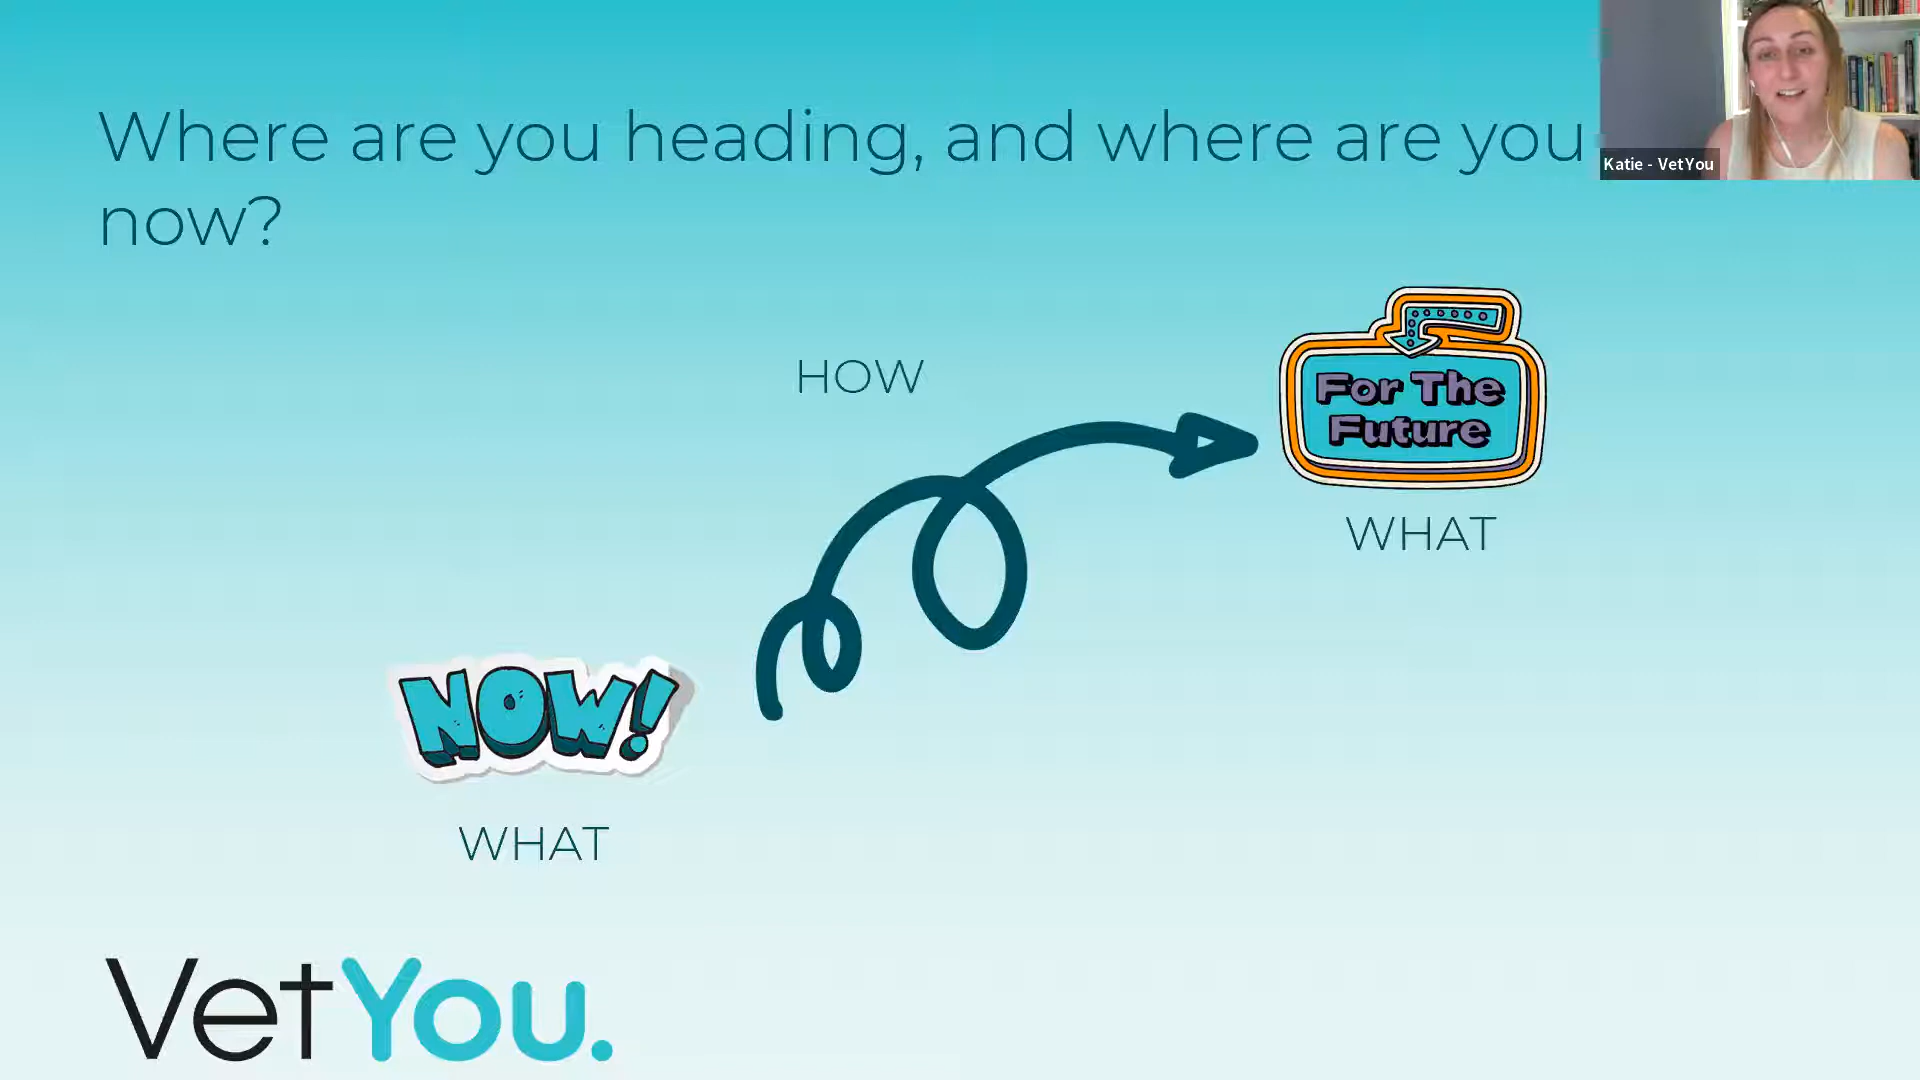 Where are you heading, and where are you
now?
Katie - VetYou
HOW
For The
Future
WHAT
NOW!
WHAT
VetYou.